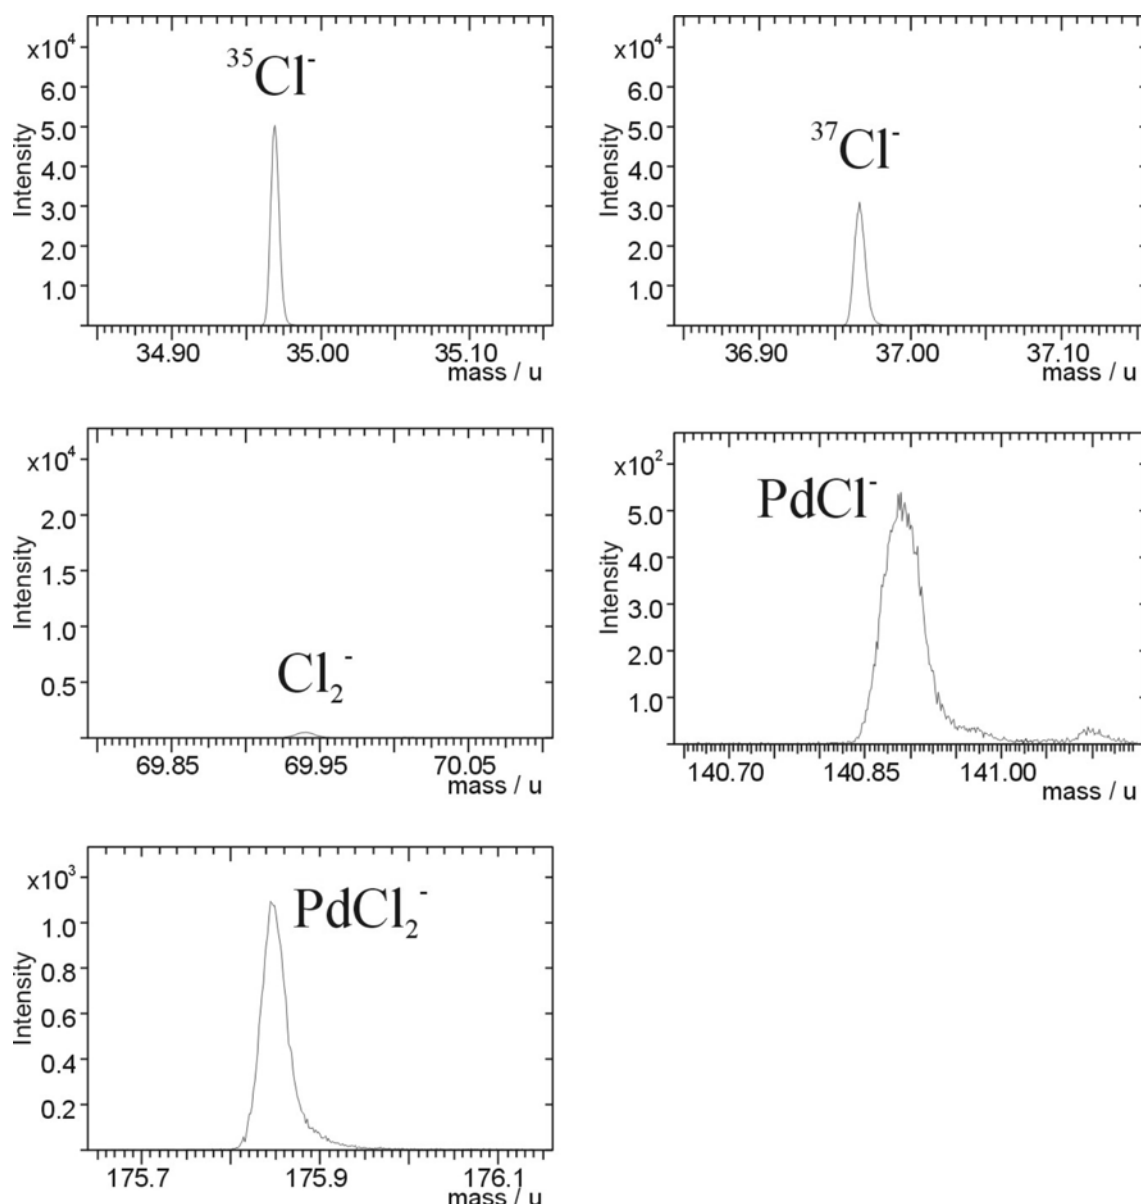 x10⁴
³⁵Cl⁻
6.0
5.0
4.0
3.0
2.0
1.0
Intensity
34.90 35.00 35.10
mass / u
x10⁴
³⁷Cl⁻
6.0
5.0
4.0
3.0
2.0
1.0
Intensity
36.90 37.00 37.10
mass / u
x10⁴
2.0
1.5
1.0
0.5
Intensity
Cl₂⁻
69.85 69.95 70.05
mass / u
x10²
PdCl⁻
5.0
4.0
3.0
2.0
1.0
Intensity
140.70 140.85 141.00
mass / u
x10³
PdCl₂⁻
1.0
0.8
0.6
0.4
0.2
Intensity
175.7 175.9 176.1
mass / u